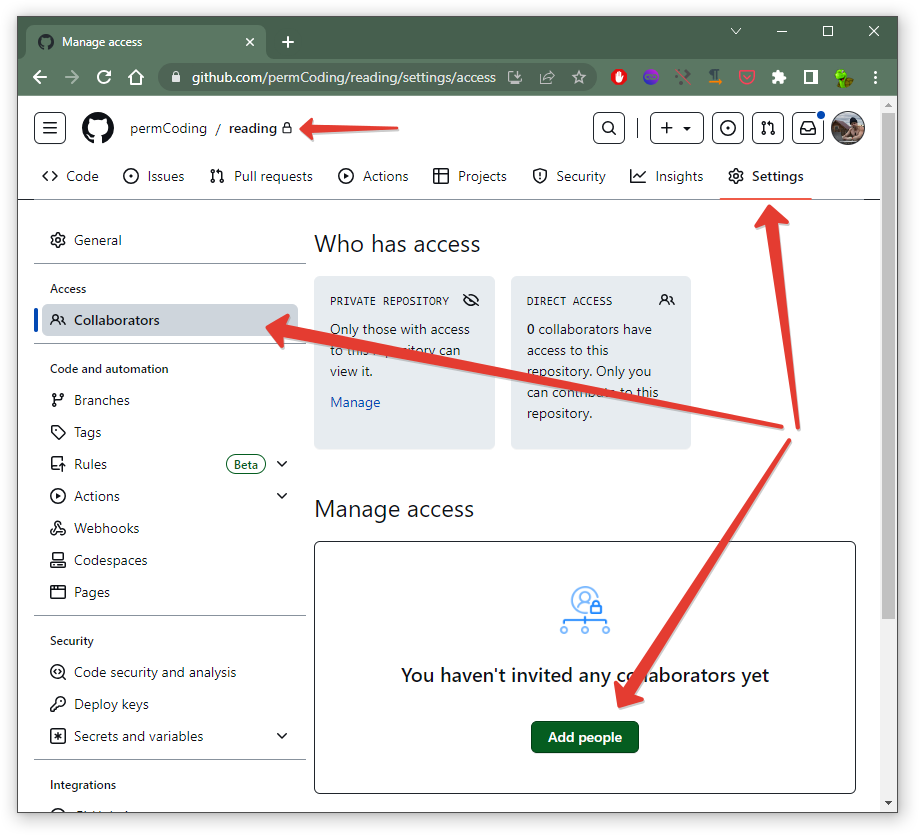 Manage access
github.com/permCoding/reading/settings/access
permCoding / reading
Code Issues Pull requests Actions Projects Security Insights Settings
General
Access
Collaborators
Code and automation
Branches
Tags
Rules Beta
Actions
Webhooks
Codespaces
Pages
Security
Code security and analysis
Deploy keys
Secrets and variables
Integrations
Who has access
PRIVATE REPOSITORY
Only those with access
to this repository can
view it.
Manage
DIRECT ACCESS
0 collaborators have
access to this
repository. Only you
can contribute to this
repository.
Manage access
You haven't invited any collaborators yet
Add people